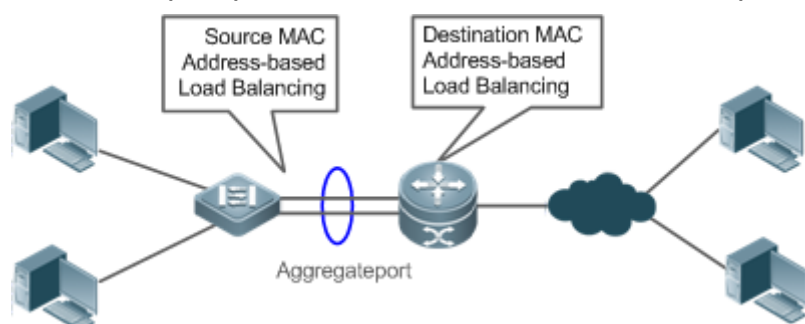 Source MAC
Address-based
Load Balancing
Destination MAC
Address-based
Load Balancing
Aggregateport